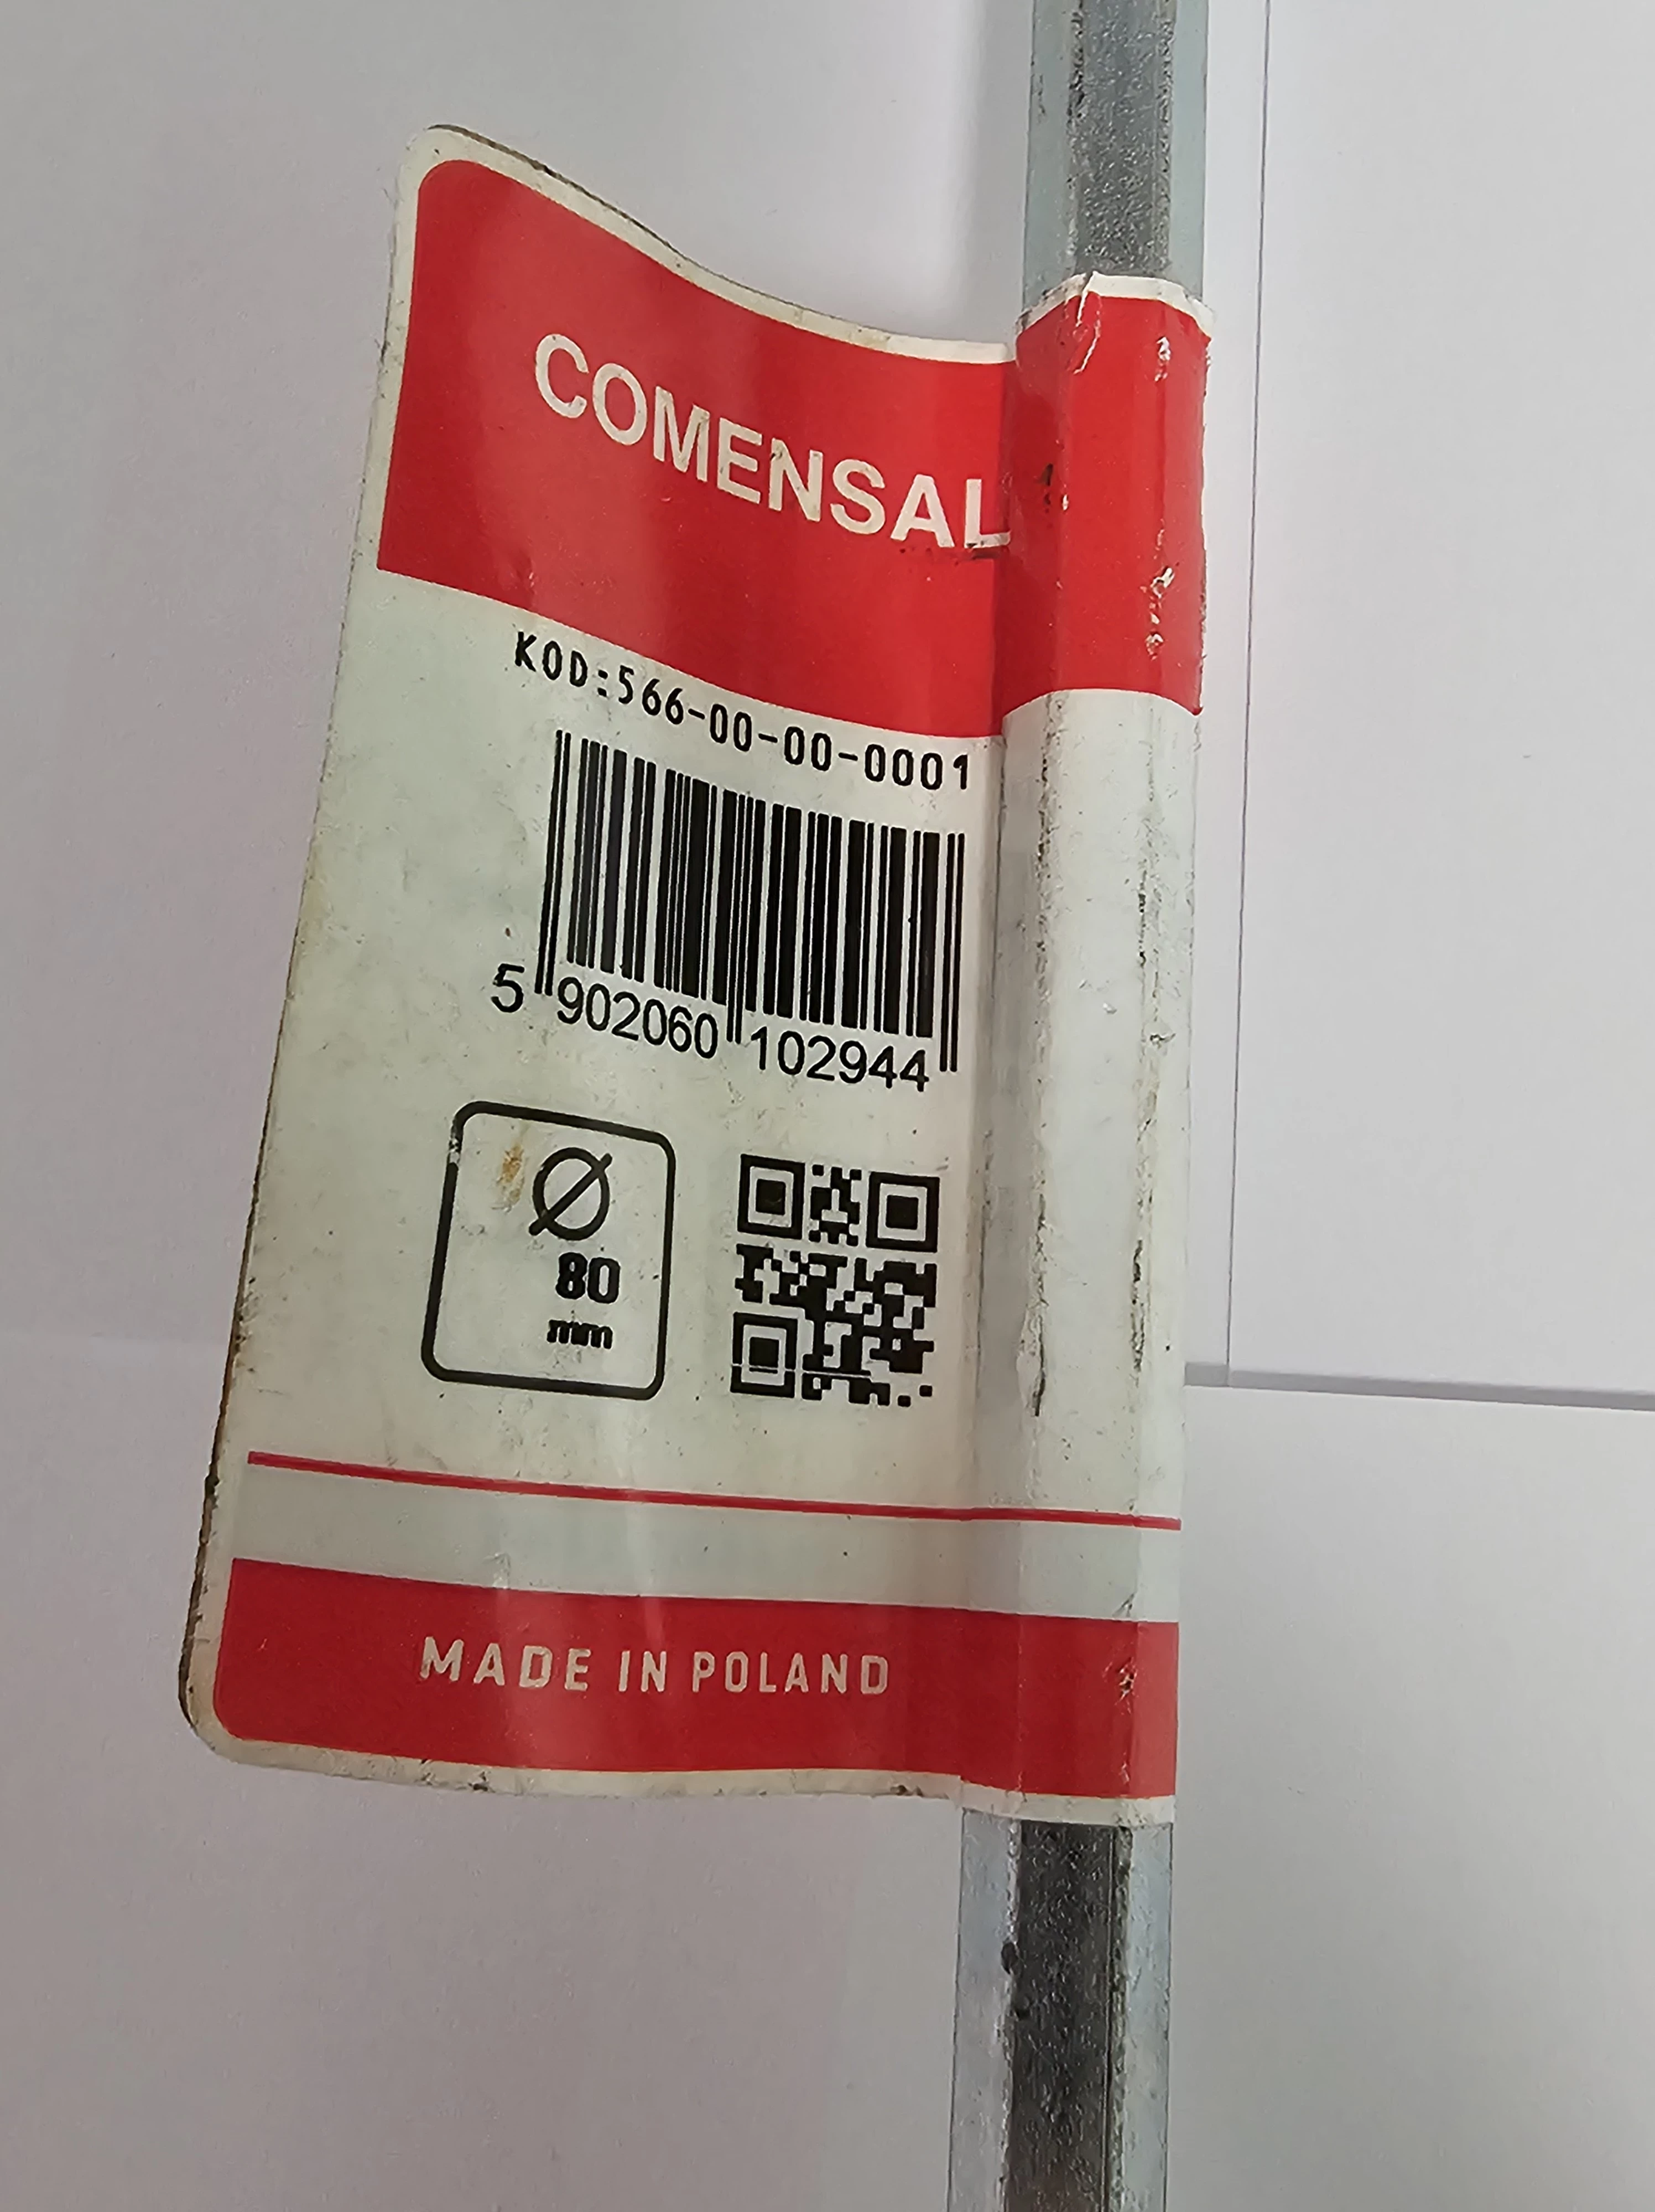 COMENSAL
KOD:566-00-00-0001
5 902060 102944
Ø
80
mm
MADE IN POLAND